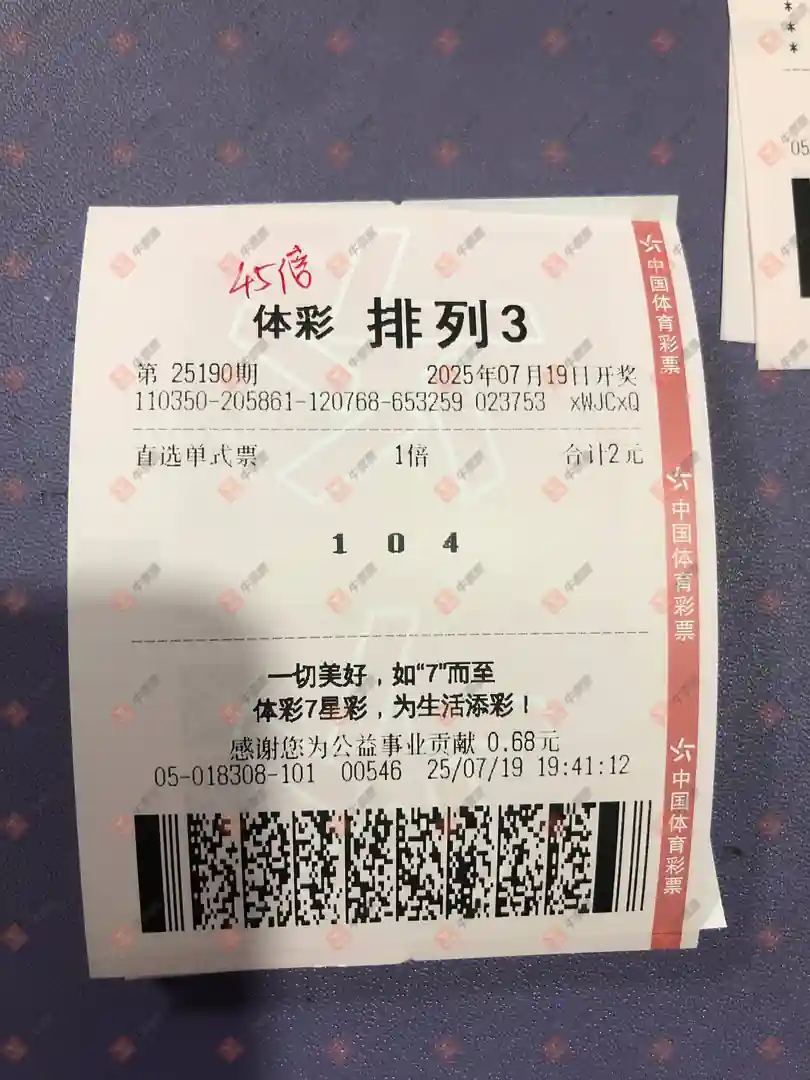 45倍
体彩 排列3
第 25190期 2025年07月19日开奖
110350-205861-120768-653259 023753 xWJCxQ
直选单式票 1倍 合计2元
1 0 4
一切美好，如“7”而至
体彩7星彩，为生活添彩！
感谢您为公益事业贡献 0.68元
05-018308-101 00546 25/07/19 19:41:12
中国体育彩票
中国体育彩票
中国体育彩票
05